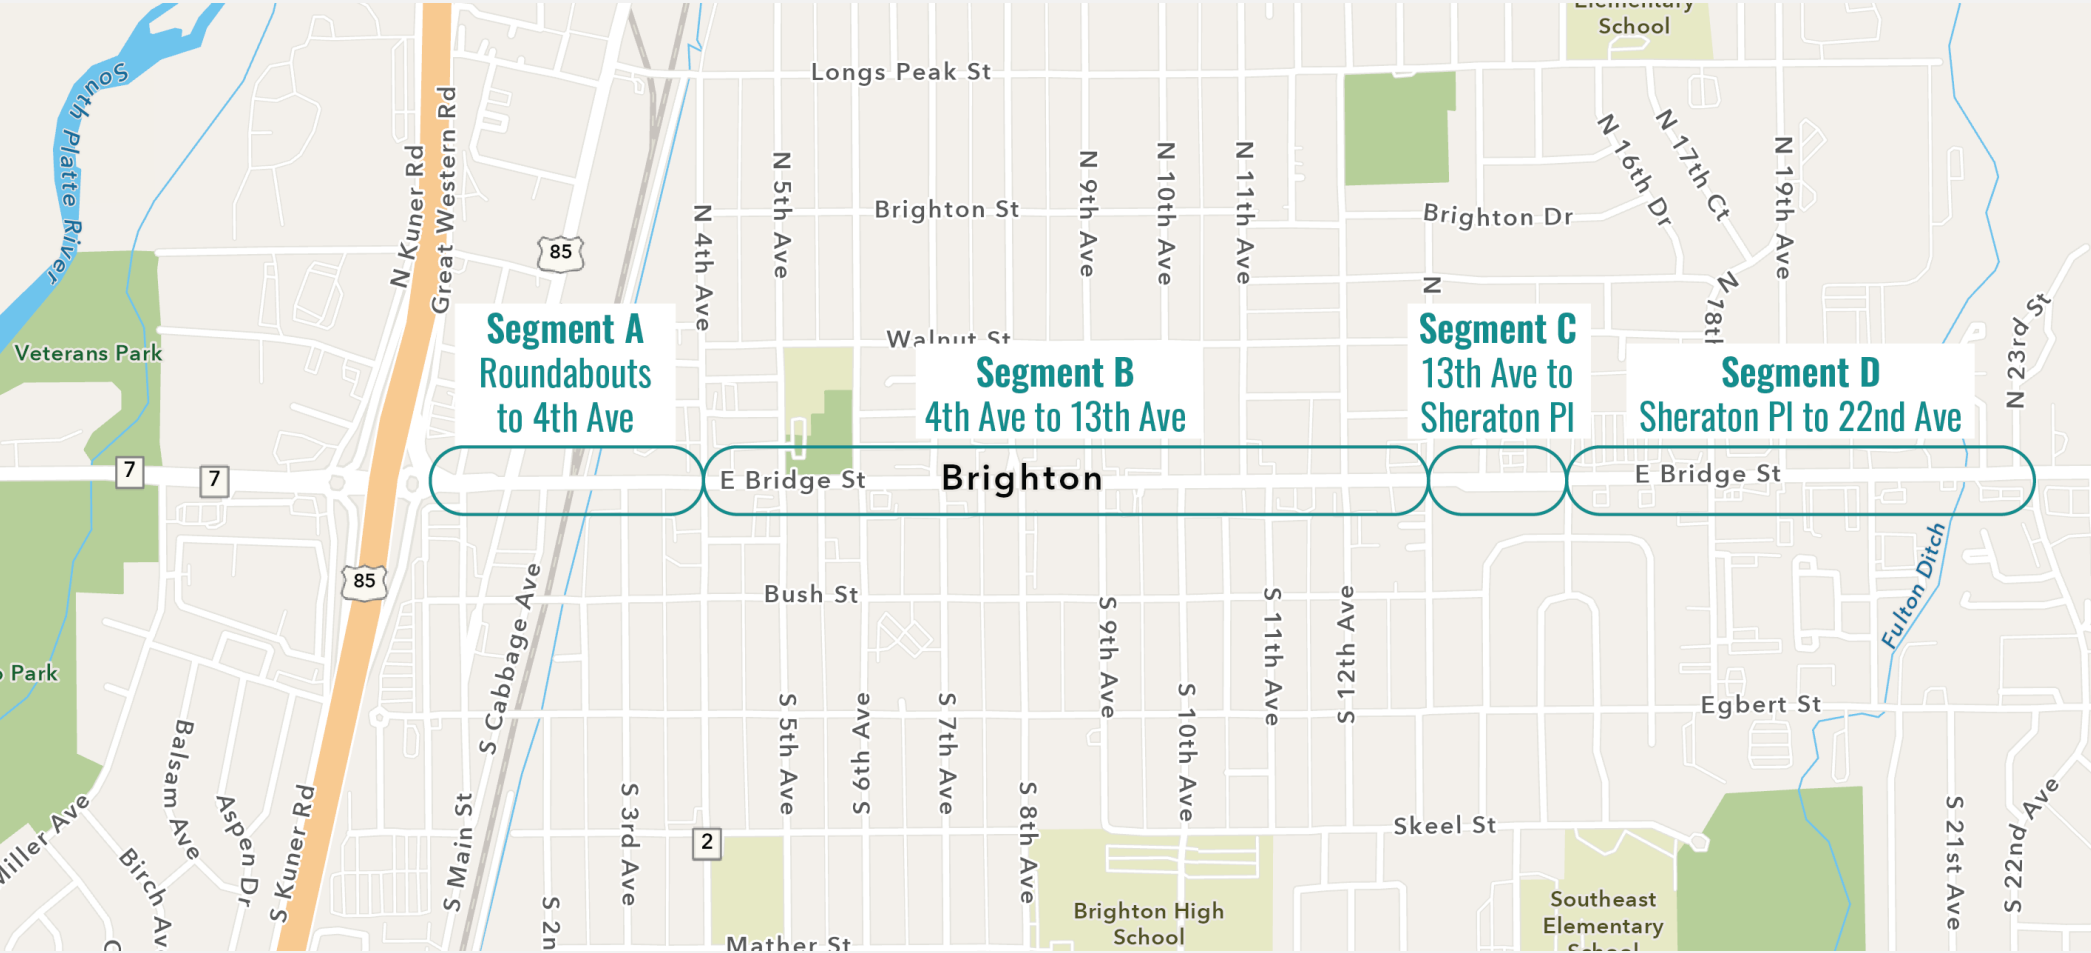 Elementary
School
Longs Peak St
South Platte River
N Kuner Rd
Great Western Rd
85
N 4th Ave
N 5th Ave
Brighton St
N 9th Ave
N 10th Ave
N 11th Ave
Brighton Dr
N 16th Dr
N 17th Ct
N 19th Ave
N
N 18th
N 23rd St
Veterans Park
Walnut St
Segment A
Roundabouts
to 4th Ave
Segment B
4th Ave to 13th Ave
Segment C
13th Ave to
Sheraton Pl
Segment D
Sheraton Pl to 22nd Ave
7
7
E Bridge St
Brighton
E Bridge St
85
Fulton Ditch
S Cabbage Ave
Bush St
S 9th Ave
S 11th Ave
S 12th Ave
Park
Balsam Ave
Aspen Dr
S Kuner Rd
S Main St
S 5th Ave
S 6th Ave
S 7th Ave
S 10th Ave
Egbert St
Miller Ave
Birch Av
S 2n
S 3rd Ave
2
S 8th Ave
Skeel St
S 21st Ave
S 22nd Ave
Brighton High
School
Southeast
Elementary
School
Mather St